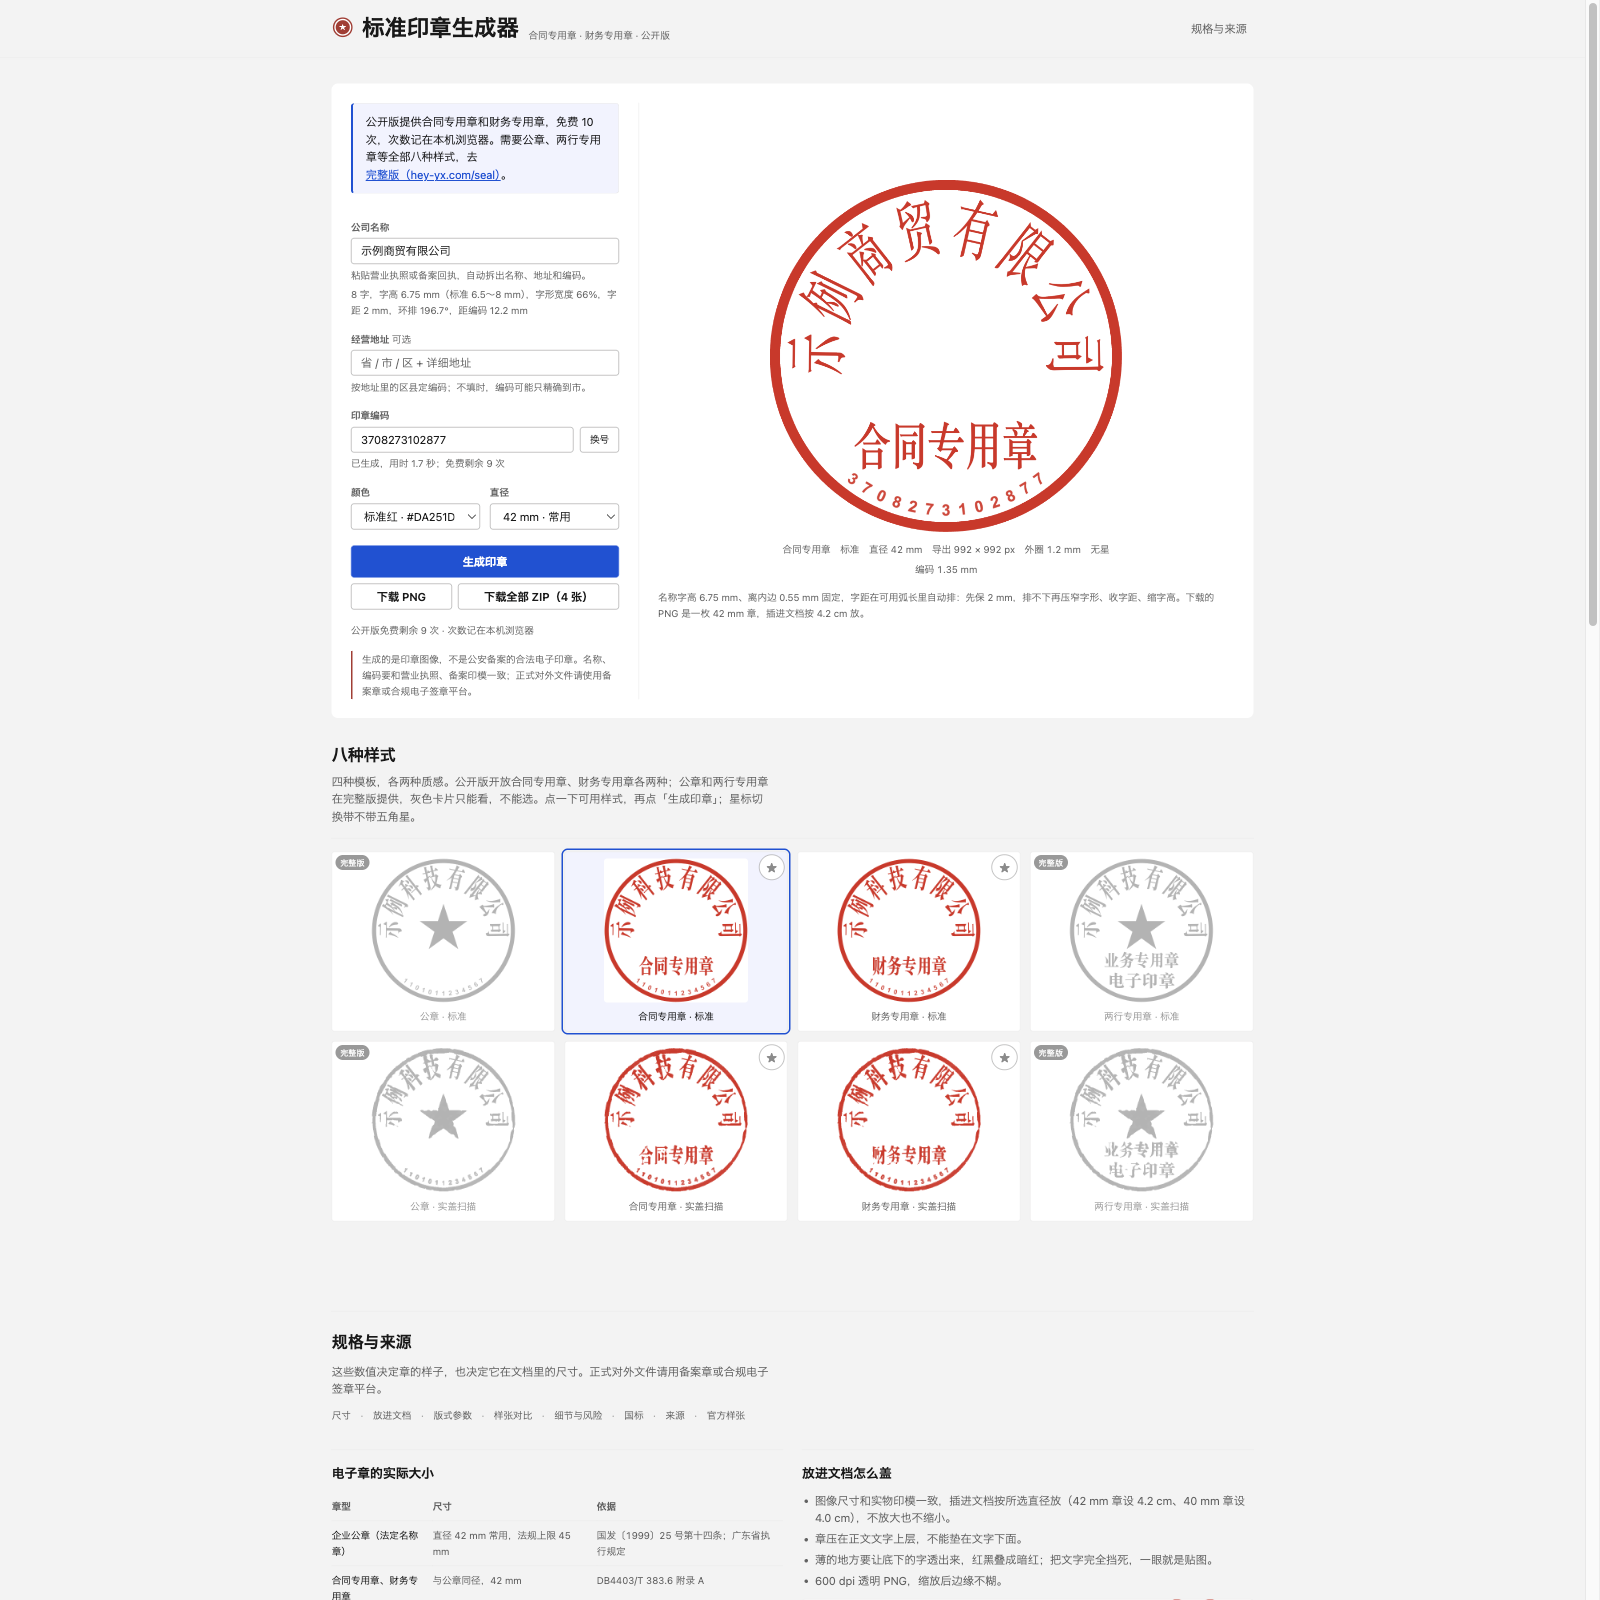 标准印章生成器
合同专用章 · 财务专用章 · 公开版
规格与来源
公开版提供合同专用章和财务专用章，免费 10
次，次数记在本机浏览器。需要公章、两行专用
章等全部八种样式，去
完整版（hey-yx.com/seal）。
公司名称
示例商贸有限公司
粘贴营业执照或备案回执，自动拆出名称、地址和编码。
8 字，字高 6.75 mm（标准 6.5～8 mm），字形宽度 66%，字
距 2 mm，环排 196.7°，距编码 12.2 mm
经营地址 可选
省 / 市 / 区 + 详细地址
按地址里的区县定编码；不填时，编码可能只精确到市。
印章编码
3708273102877
换号
已生成，用时 1.7 秒；免费剩余 9 次
颜色
直径
标准红 · #DA251D
42 mm · 常用
生成印章
下载 PNG
下载全部 ZIP（4 张）
公开版免费剩余 9 次 · 次数记在本机浏览器
生成的是印章图像，不是公安备案的合法电子印章。名称、
编码要和营业执照、备案印模一致；正式对外文件请使用备
案章或合规电子签章平台。
示例商贸有限公司
合同专用章
3708273102877
合同专用章 标准 直径 42 mm 导出 992 × 992 px 外圈 1.2 mm 无星
编码 1.35 mm
名称字高 6.75 mm、离内边 0.55 mm 固定，字距在可用弧长里自动排：先保 2 mm，排不下再压窄字形、收字距、缩字高。下载的
PNG 是一枚 42 mm 章，插进文档按 4.2 cm 放。
八种样式
四种模板，各两种质感。公开版开放合同专用章、财务专用章各两种；公章和两行专用章
在完整版提供，灰色卡片只能看，不能选。点一下可用样式，再点「生成印章」；星标切
换带不带五角星。
完整版
示例科技有限公司
1101011234567
公章 · 标准
示例科技有限公司
合同专用章
1101011234567
合同专用章 · 标准
示例科技有限公司
财务专用章
1101011234567
财务专用章 · 标准
完整版
示例科技有限公司
业务专用章
电子印章
两行专用章 · 标准
完整版
示例科技有限公司
1101011234567
公章 · 实盖扫描
示例科技有限公司
合同专用章
1101011234567
合同专用章 · 实盖扫描
示例科技有限公司
财务专用章
1101011234567
财务专用章 · 实盖扫描
完整版
示例科技有限公司
业务专用章
电子印章
两行专用章 · 实盖扫描
规格与来源
这些数值决定章的样子，也决定它在文档里的尺寸。正式对外文件请用备案章或合规电子
签章平台。
尺寸 · 放进文档 · 版式参数 · 样张对比 · 细节与风险 · 国标 · 来源 · 官方样张
电子章的实际大小
章型 尺寸 依据
企业公章（法定名称
章）
直径 42 mm 常用，法规上限 45
mm
国发〔1999〕25 号第十四条；广东省执
行规定
合同专用章、财务专
用章
与公章同径，42 mm
DB4403/T 383.6 附录 A
放进文档怎么盖
• 图像尺寸和实物印模一致，插进文档按所选直径放（42 mm 章设 4.2 cm、40 mm 章设
4.0 cm），不放大也不缩小。
• 章压在正文文字上层，不能垫在文字下面。
• 薄的地方要让底下的字透出来，红黑叠成暗红；把文字完全挡死，一眼就是贴图。
• 600 dpi 透明 PNG，缩放后边缘不糊。